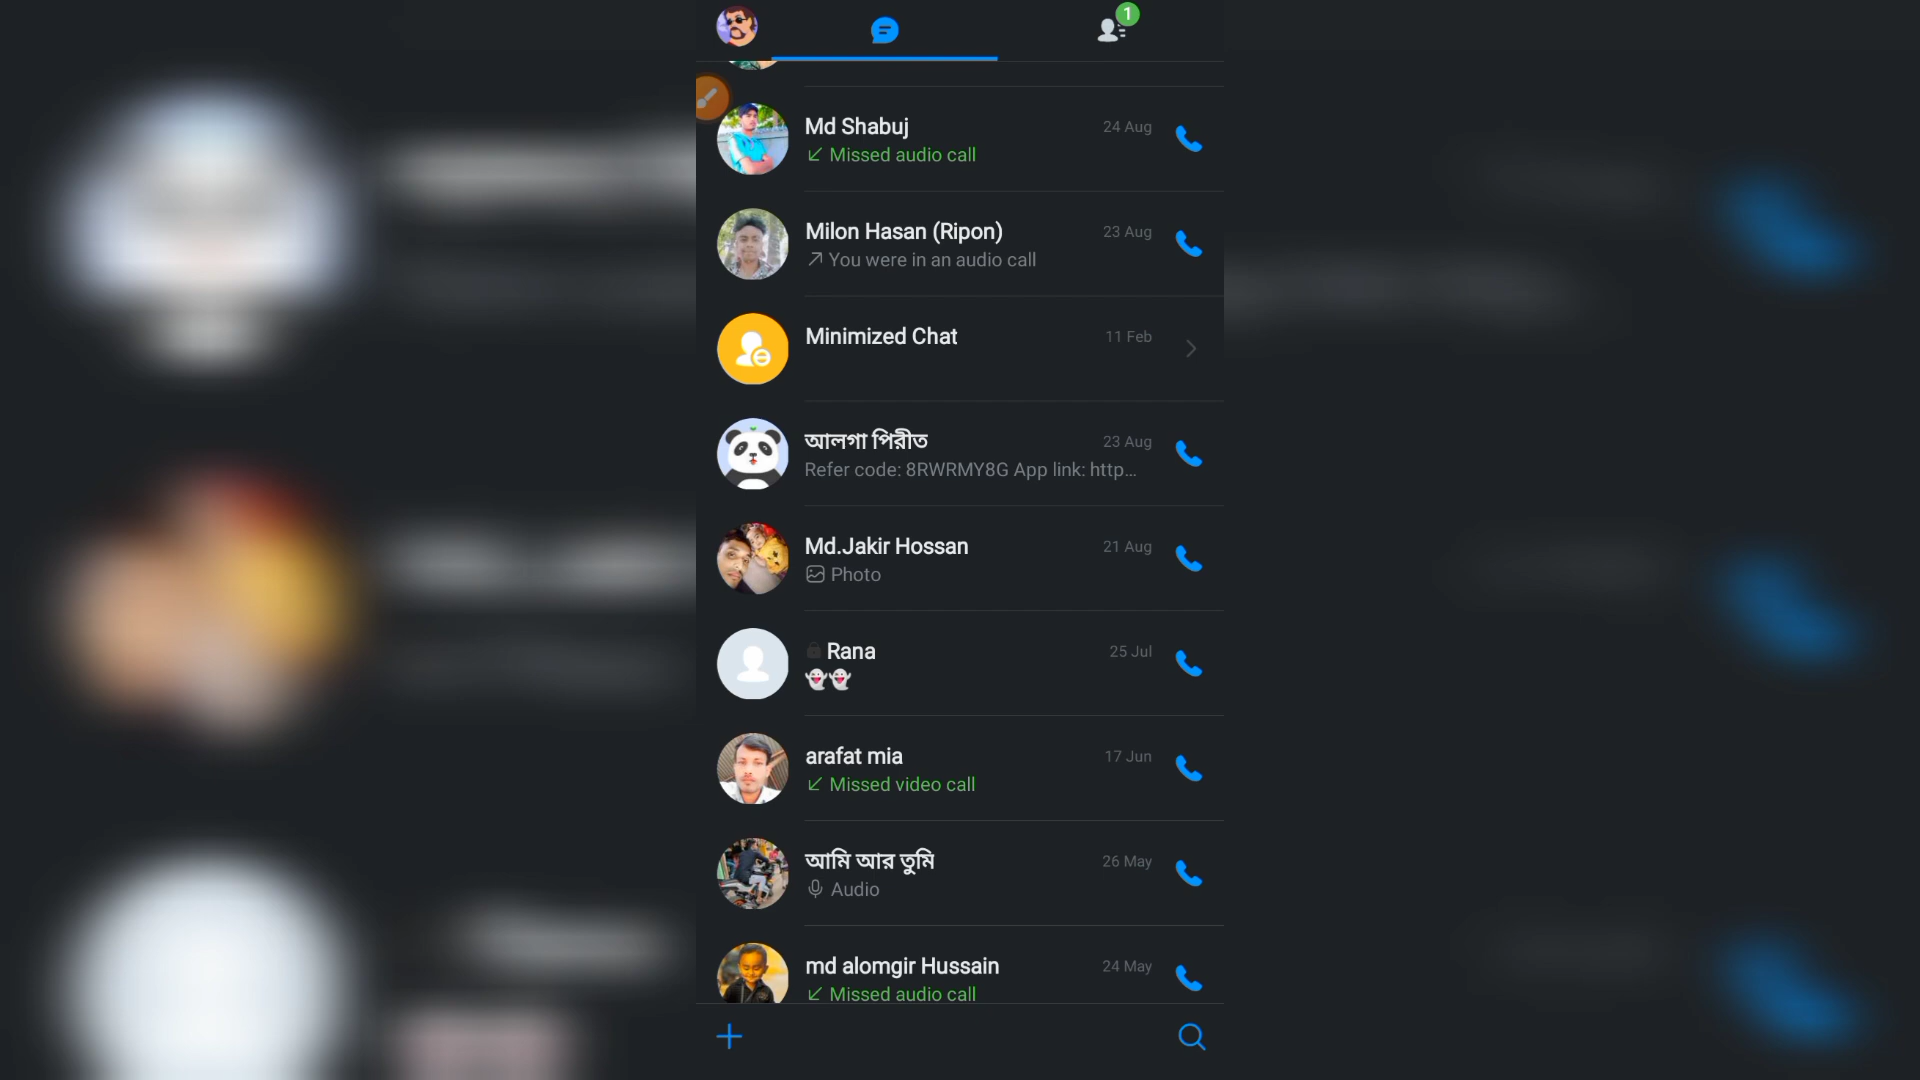 1
Md Shabuj
24 Aug
Missed audio call
Milon Hasan (Ripon)
23 Aug
You were in an audio call
Minimized Chat
11 Feb
আলগা পিরীত
23 Aug
Refer code: 8RWRMY8G App link: http...
Md.Jakir Hossan
21 Aug
Photo
Rana
25 Jul
👻👻
arafat mia
17 Jun
Missed video call
আমি আর তুমি
26 May
Audio
md alomgir Hussain
24 May
Missed audio call